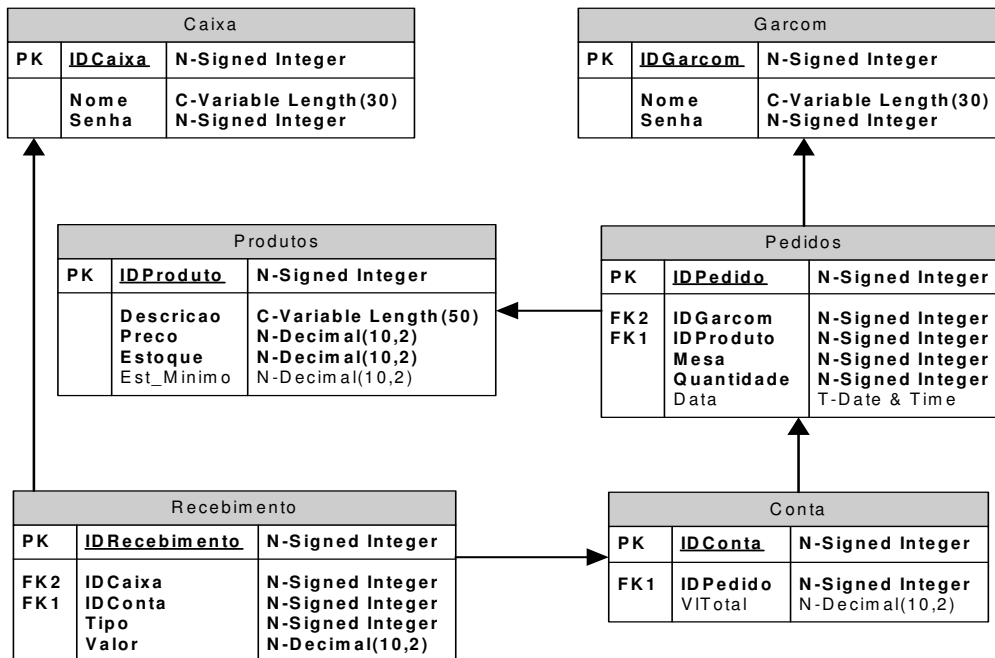 Caixa
PK IDCaixa N-Signed Integer
Nome C-Variable Length(30)
Senha N-Signed Integer
Garcom
PK IDGarcom N-Signed Integer
Nome C-Variable Length(30)
Senha N-Signed Integer
Produtos
PK IDProduto N-Signed Integer
Descricao C-Variable Length(50)
Preco N-Decimal(10,2)
Estoque N-Decimal(10,2)
Est_Minimo N-Decimal(10,2)
Pedidos
PK IDPedido N-Signed Integer
FK2 IDGarcom N-Signed Integer
FK1 IDProduto N-Signed Integer
Mesa N-Signed Integer
Quantidade N-Signed Integer
Data T-Date & Time
Recebimento
PK IDRecebimento N-Signed Integer
FK2 IDCaixa N-Signed Integer
FK1 IDConta N-Signed Integer
Tipo N-Signed Integer
Valor N-Decimal(10,2)
Conta
PK IDConta N-Signed Integer
FK1 IDPedido N-Signed Integer
VlTotal N-Decimal(10,2)